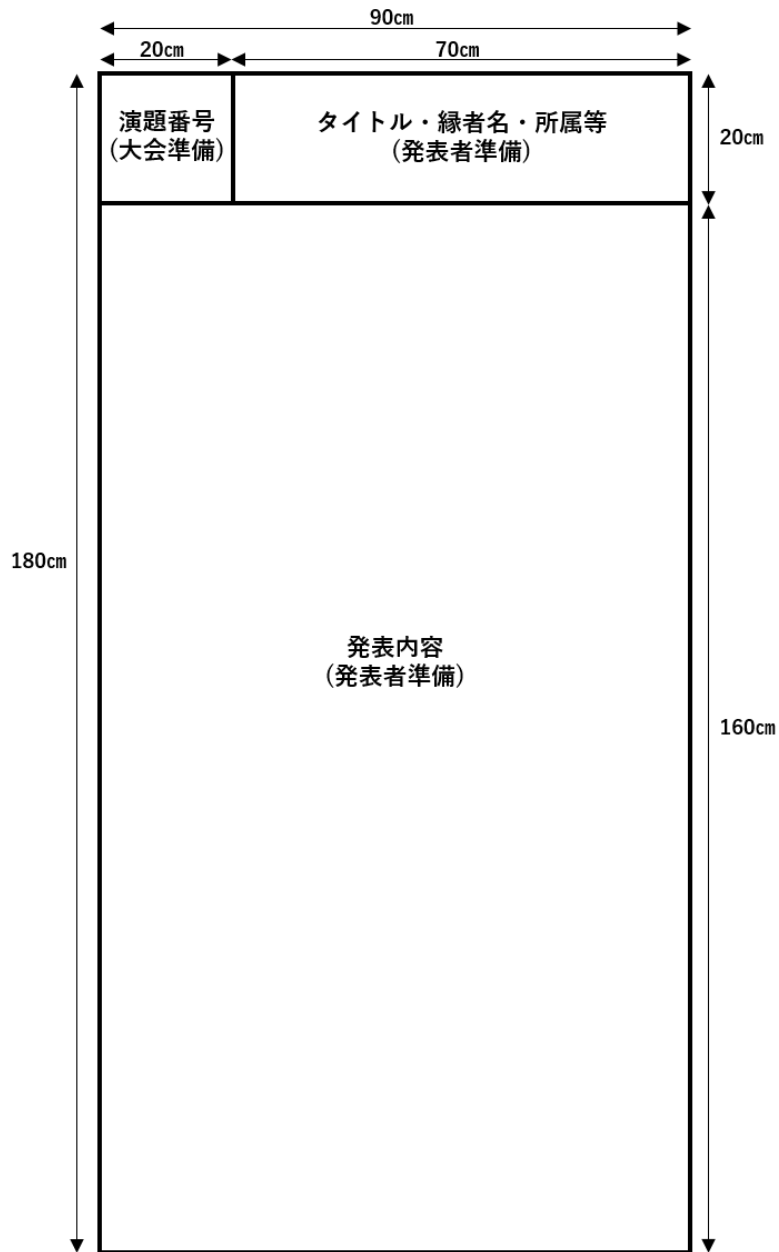 90㎝
20㎝
70㎝
演題番号
(大会準備)
タイトル・縁者名・所属等
(発表者準備)
20㎝
180㎝
発表内容
(発表者準備)
160㎝